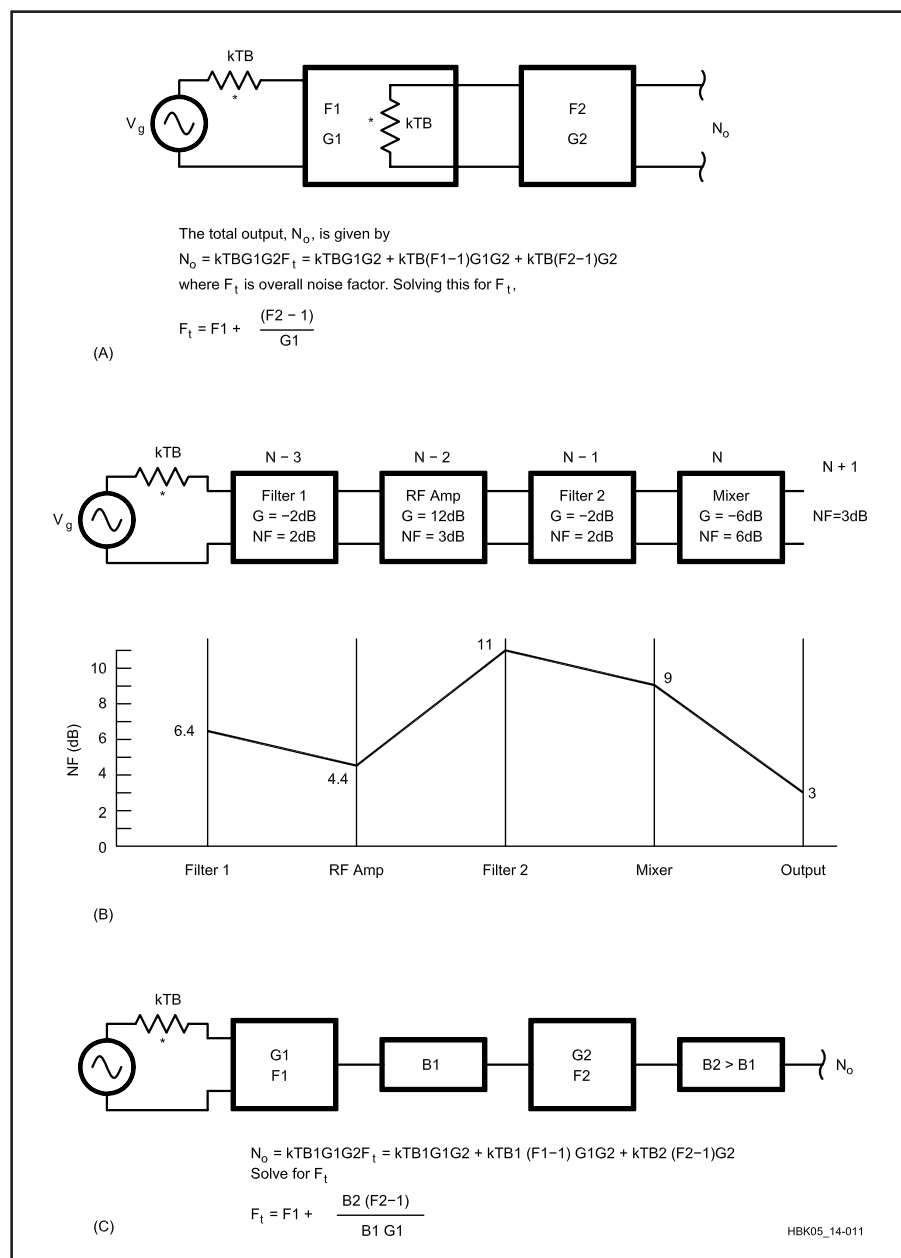 kTB
*
V g
F1
G1
* kTB
F2
G2
N o
The total output, N o, is given by
N o = kTBG1G2F t = kTBG1G2 + kTB(F1−1)G1G2 + kTB(F2−1)G2
where F t is overall noise factor. Solving this for F t,
F t = F1 + (F2 − 1)
G1
(A)
kTB
*
V g
N − 3
N − 2
N − 1
N
N + 1
Filter 1
G = −2dB
NF = 2dB
RF Amp
G = 12dB
NF = 3dB
Filter 2
G = −2dB
NF = 2dB
Mixer
G = −6dB
NF = 6dB
NF=3dB
NF (dB)
10
8
6
4
2
0
6.4
4.4
11
9
3
Filter 1
RF Amp
Filter 2
Mixer
Output
(B)
kTB
*
G1
F1
B1
G2
F2
B2 > B1
N o
N o = kTB1G1G2F t = kTB1G1G2 + kTB1 (F1−1) G1G2 + kTB2 (F2−1)G2
Solve for F t
F t = F1 + B2 (F2−1)
B1 G1
(C)
HBK05_14-011